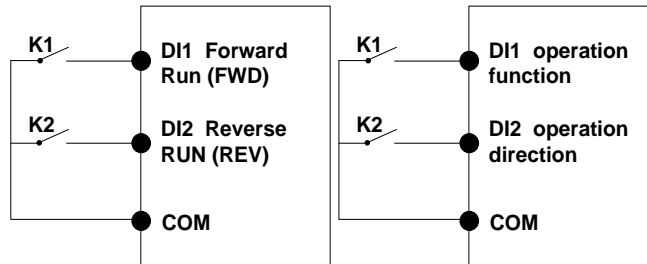 K1
DI1 Forward
Run (FWD)
K2
DI2 Reverse
RUN (REV)
COM
K1
DI1 operation
function
K2
DI2 operation
direction
COM